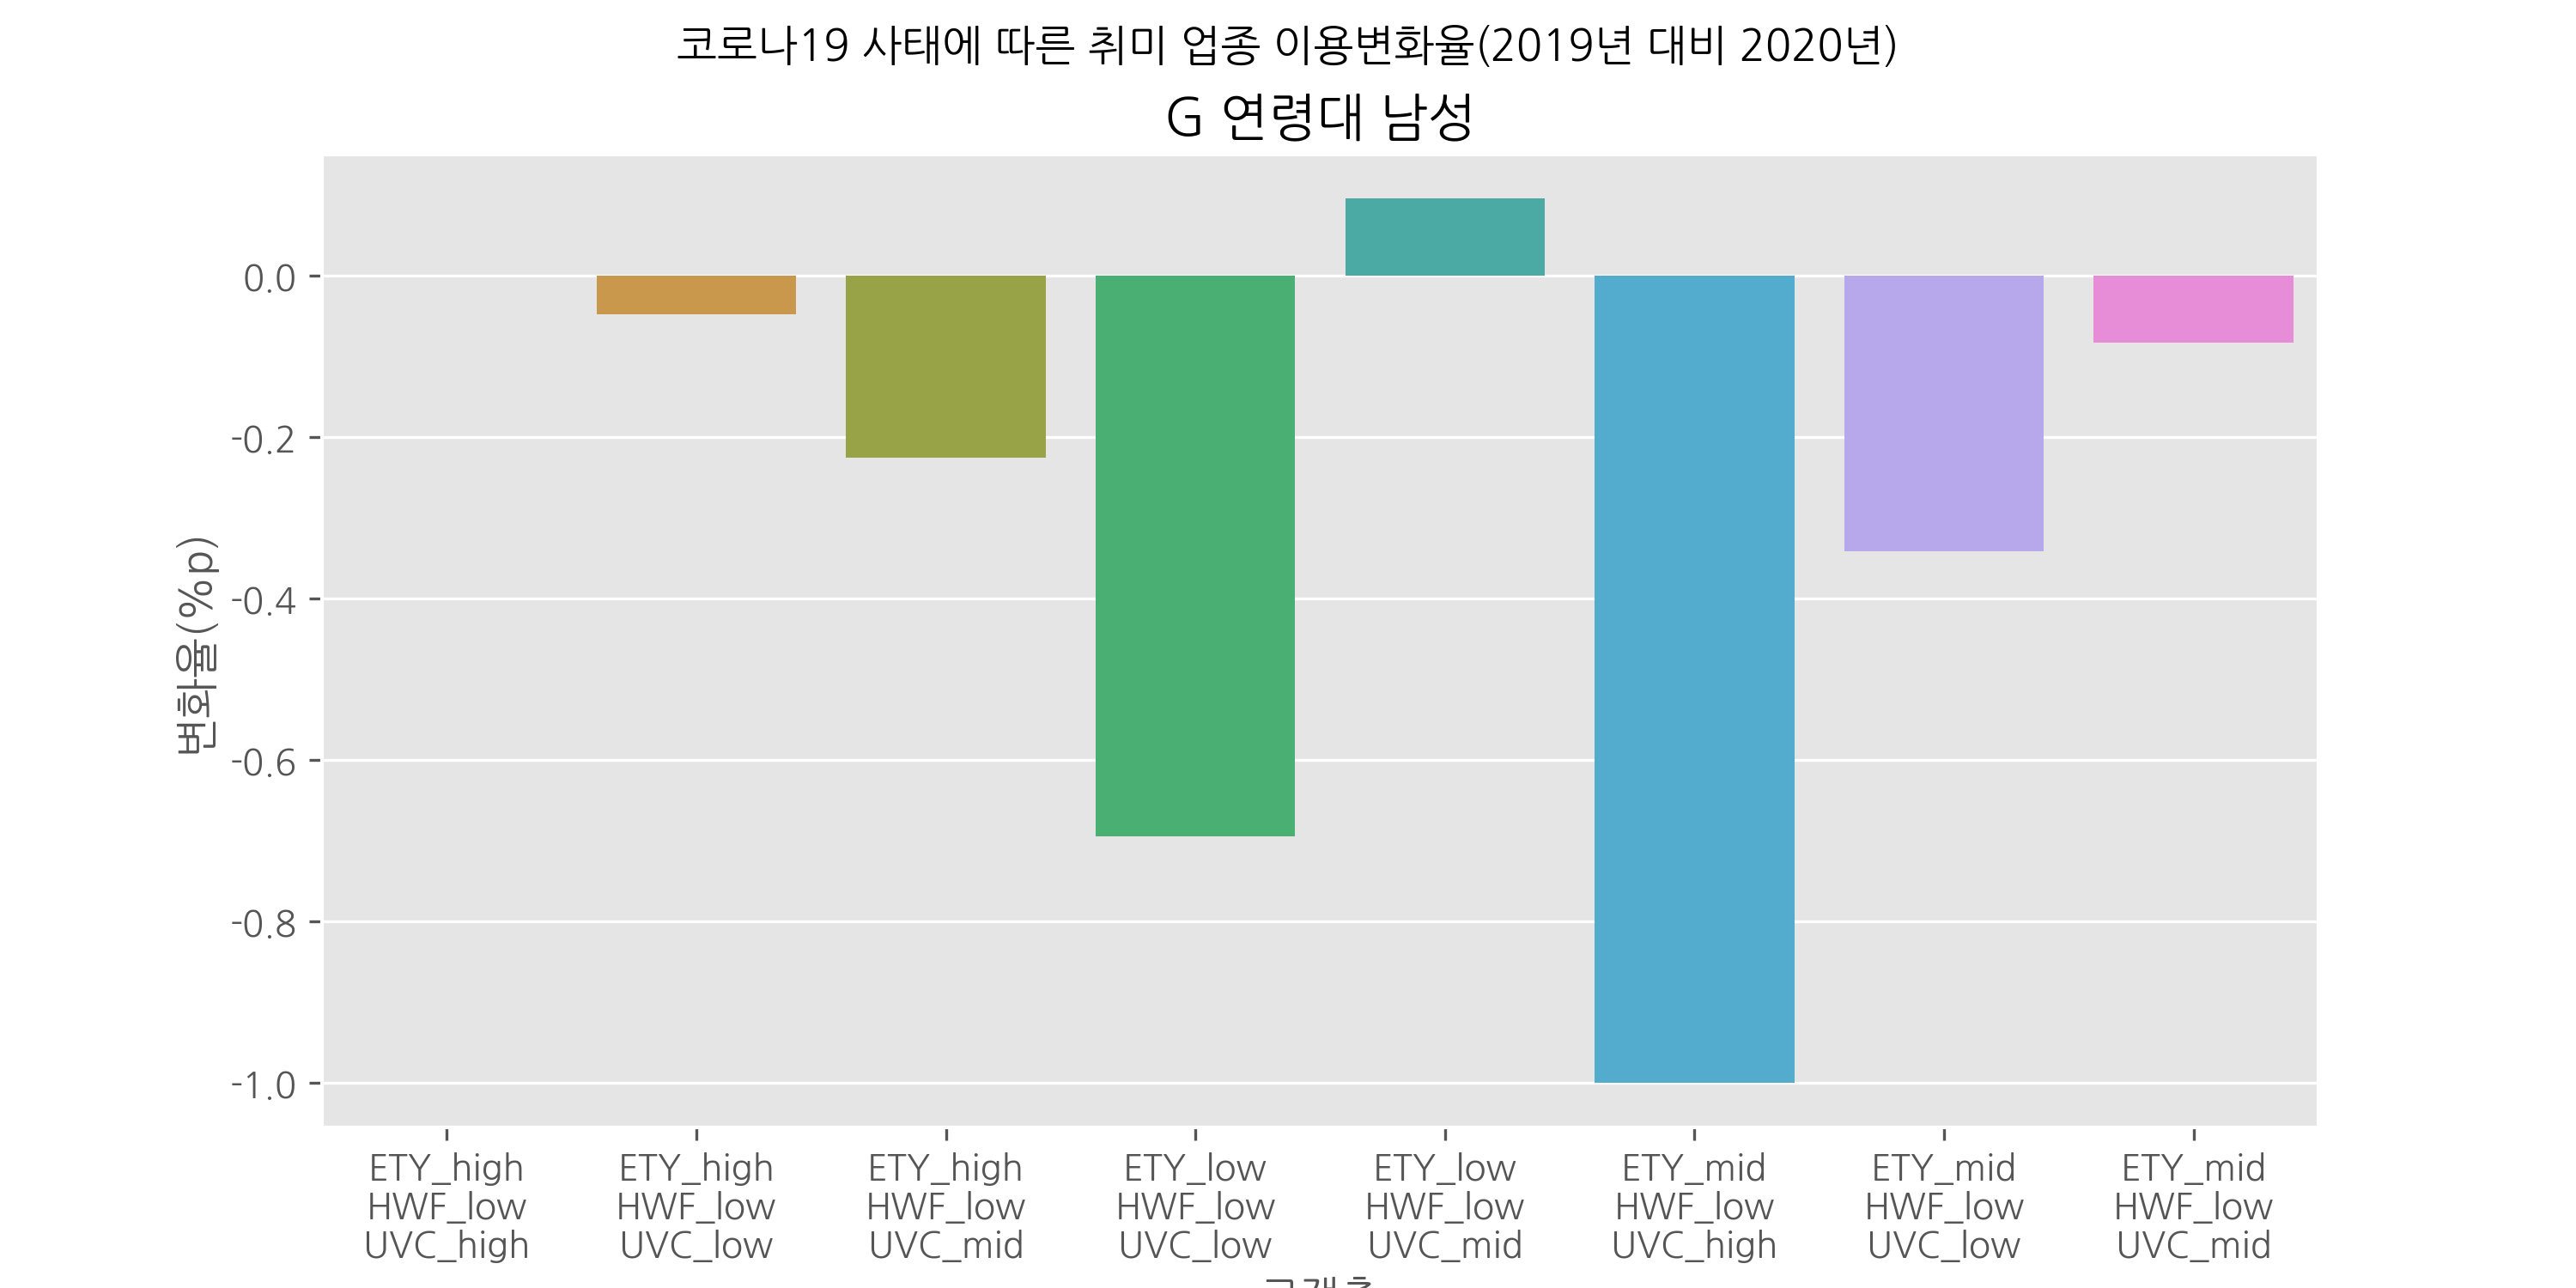 코로나19 사태에 따른 취미 업종 이용변화율(2019년 대비 2020년)
G 연령대 남성
변화율(%p)
0.0
-0.2
-0.4
-0.6
-0.8
-1.0
ETY_high ETY_high ETY_high ETY_low ETY_low ETY_mid ETY_mid ETY_mid
HWF_low HWF_low HWF_low HWF_low HWF_low HWF_low HWF_low HWF_low
UVC_high UVC_low UVC_mid UVC_low UVC_mid UVC_high UVC_low UVC_mid